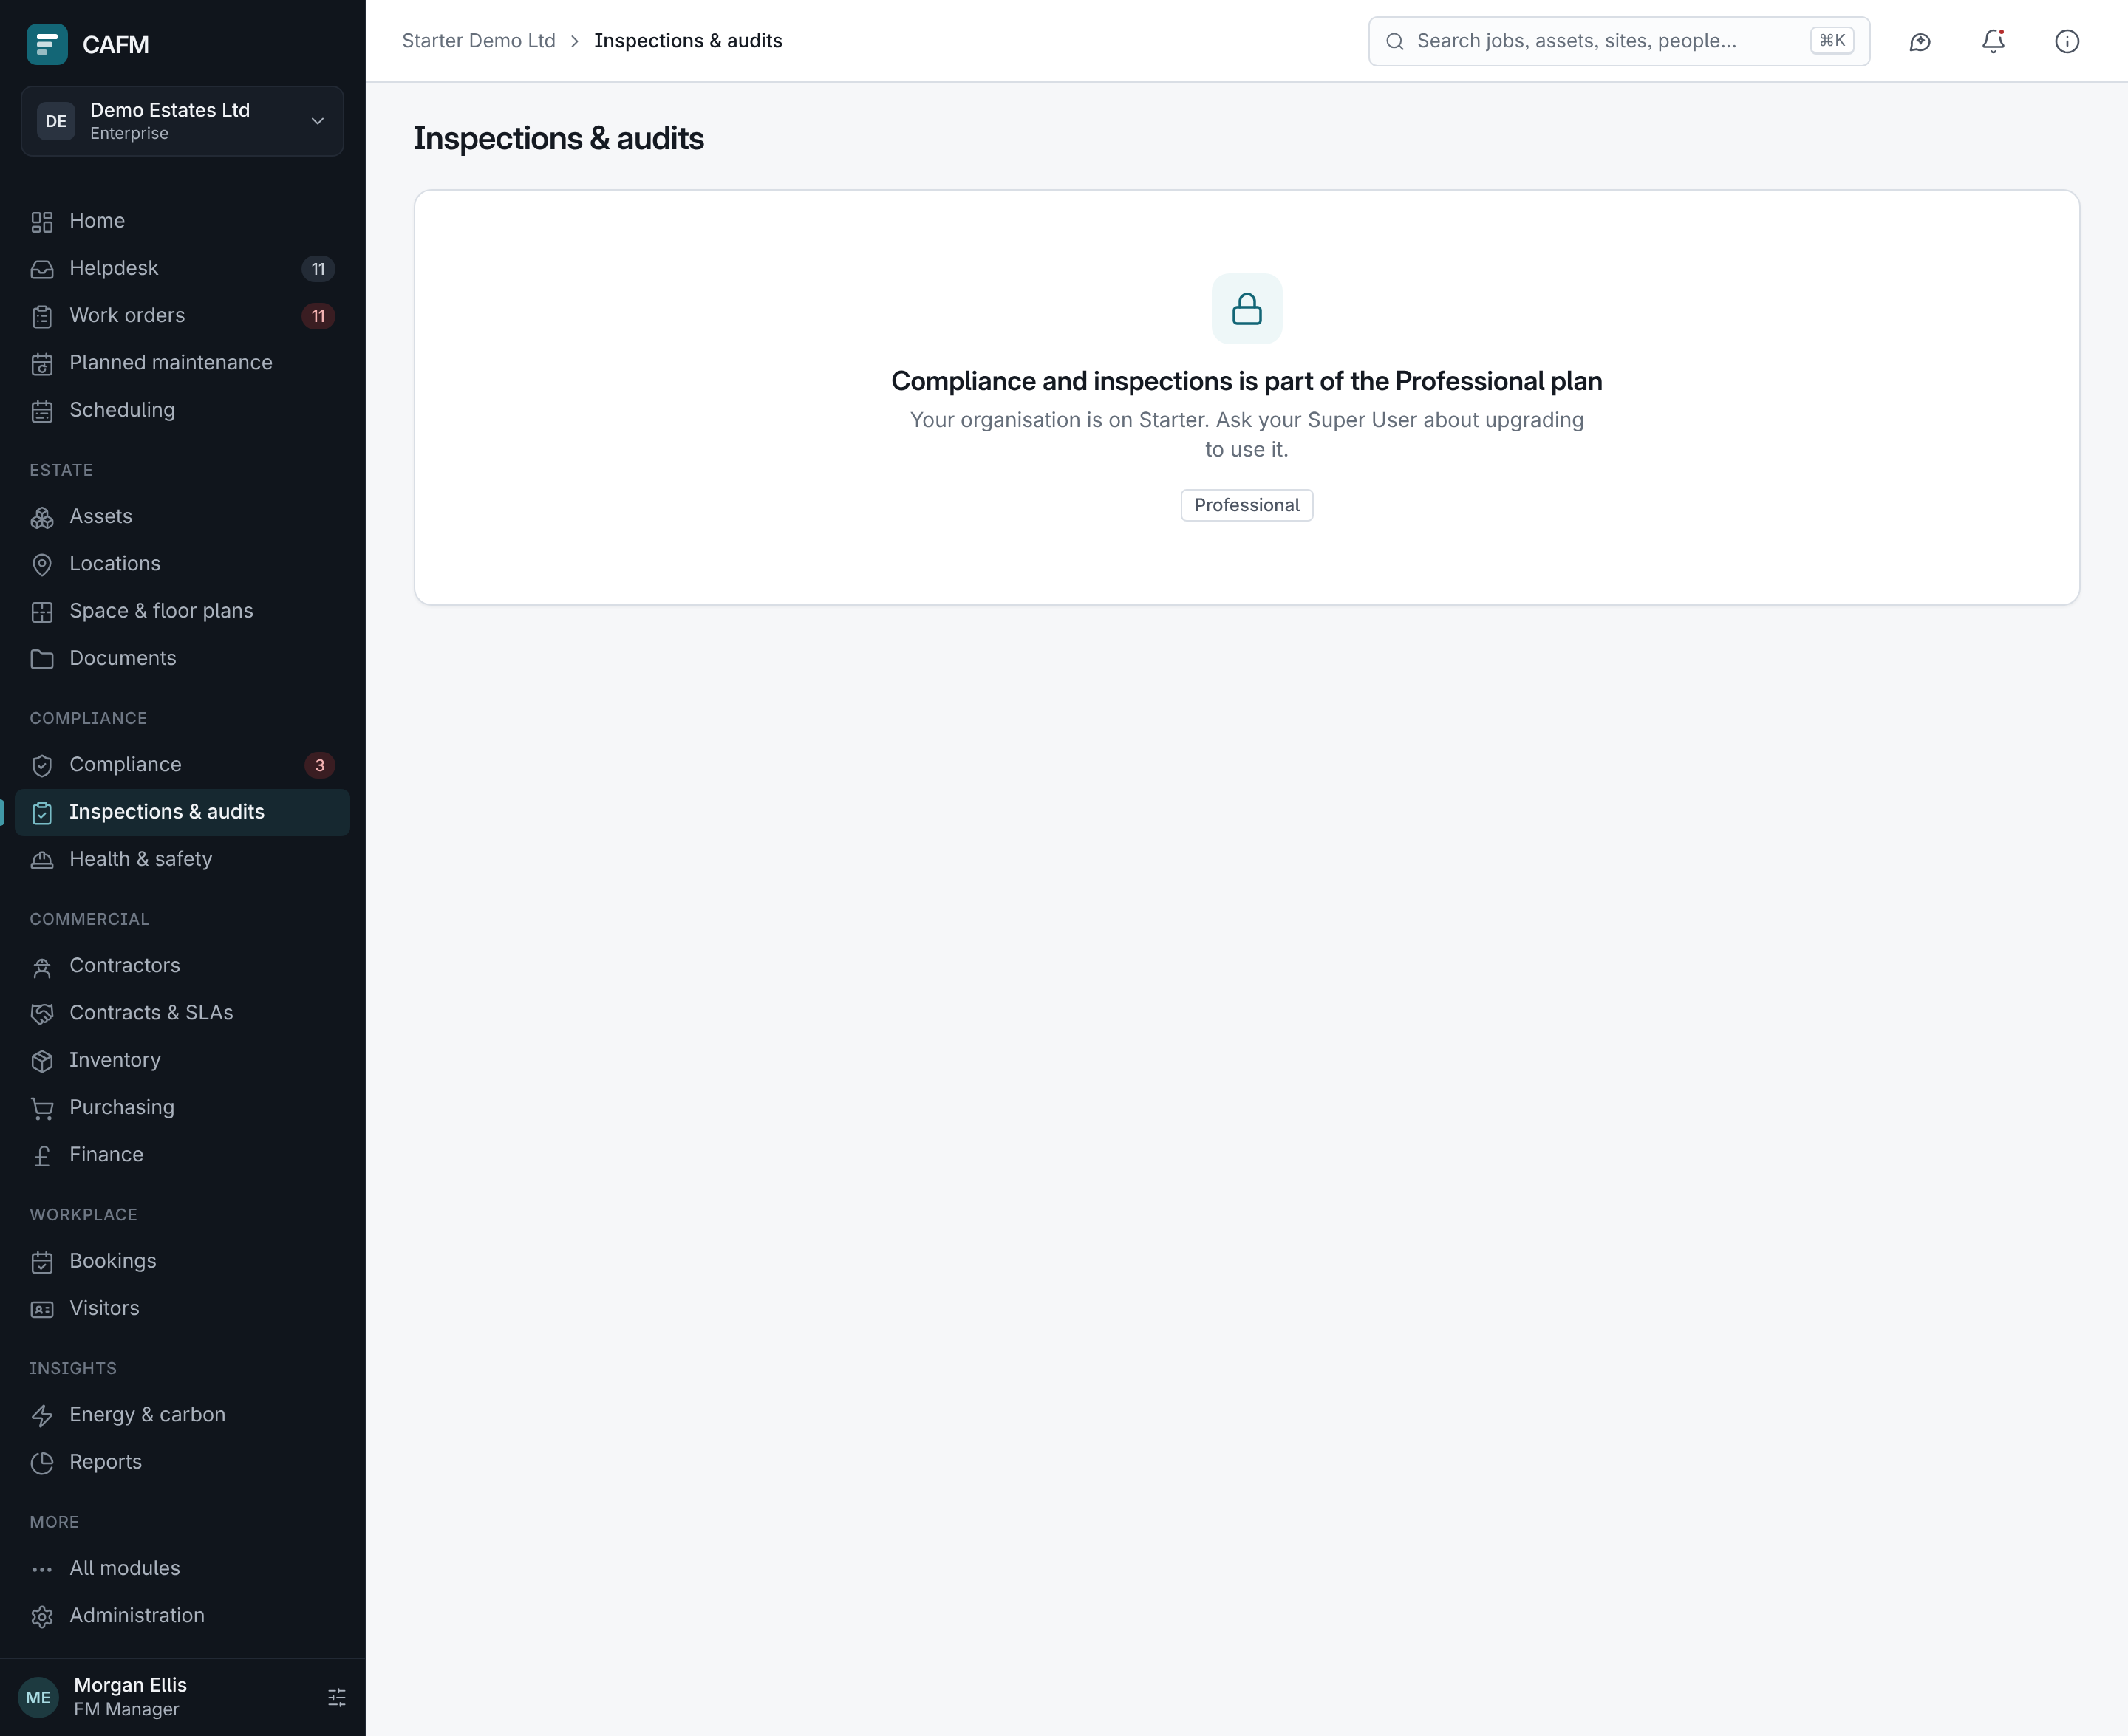 CAFM
DE
Demo Estates Ltd
Enterprise
Home
Helpdesk 11
Work orders 11
Planned maintenance
Scheduling
ESTATE
Assets
Locations
Space & floor plans
Documents
COMPLIANCE
Compliance 3
Inspections & audits
Health & safety
COMMERCIAL
Contractors
Contracts & SLAs
Inventory
Purchasing
Finance
WORKPLACE
Bookings
Visitors
INSIGHTS
Energy & carbon
Reports
MORE
All modules
Administration
ME
Morgan Ellis
FM Manager
Starter Demo Ltd > Inspections & audits
Search jobs, assets, sites, people... ⌘K
Inspections & audits
Compliance and inspections is part of the Professional plan
Your organisation is on Starter. Ask your Super User about upgrading
to use it.
Professional